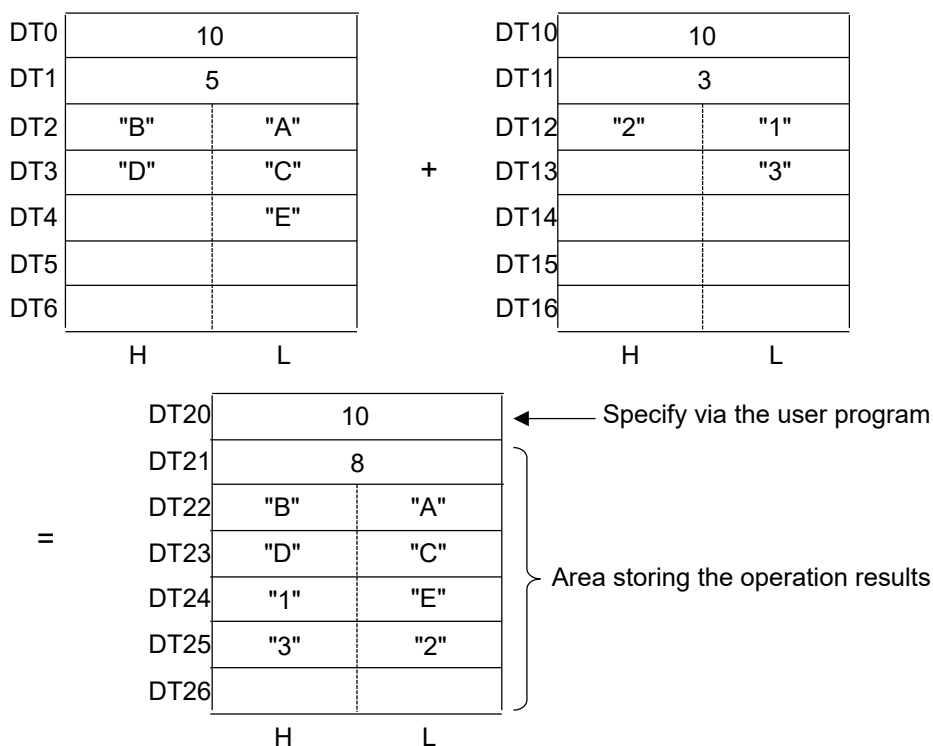 DT0 10
DT1 5
DT2 "B" "A"
DT3 "D" "C"
DT4 "E"
DT5
DT6
H L
+
DT10 10
DT11 3
DT12 "2" "1"
DT13 "3"
DT14
DT15
DT16
H L
=
DT20 10 Specify via the user program
DT21 8
DT22 "B" "A"
DT23 "D" "C"
DT24 "1" "E"
DT25 "3" "2"
DT26
H L
Area storing the operation results